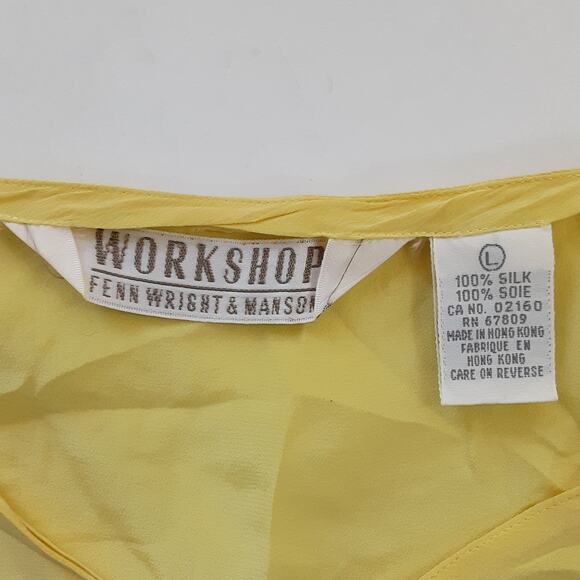 WORKSHOP
FENN WRIGHT & MANSON
L
100% SILK
100% SOIE
CA NO. 02160
RN 67809
MADE IN HONG KONG
FABRIQUE EN
HONG KONG
CARE ON REVERSE